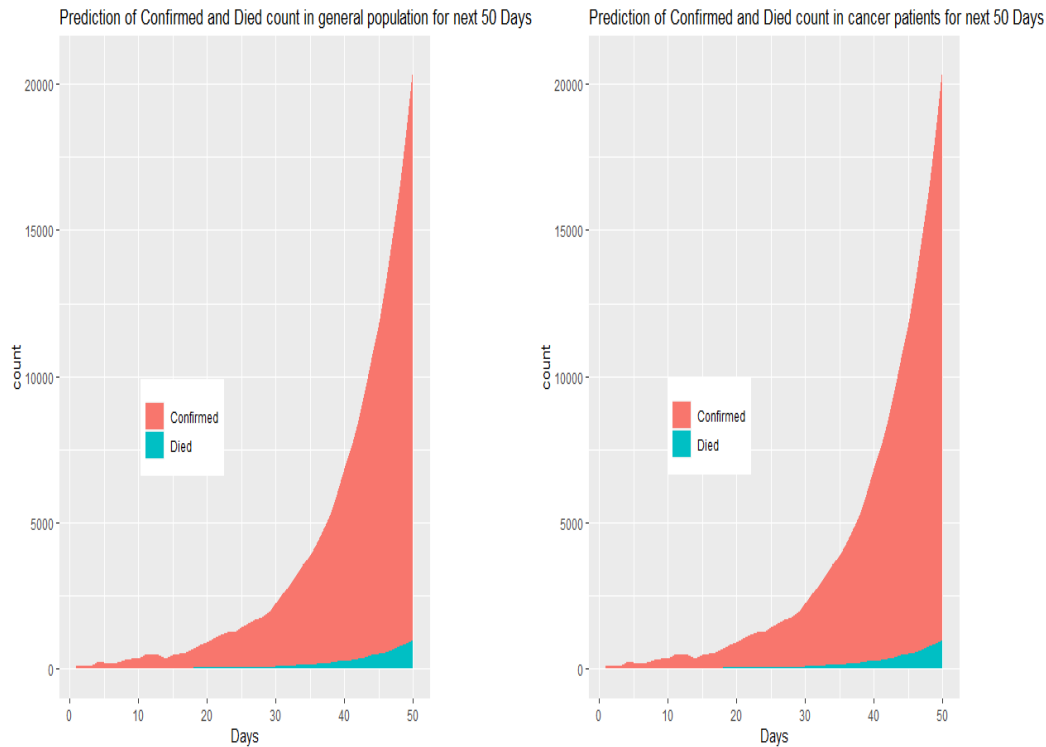 Prediction of Confirmed and Died count in general population for next 50 Days
20000
15000
10000
5000
0
count
Confirmed
Died
0 10 20 30 40 50
Days
Prediction of Confirmed and Died count in cancer patients for next 50 Days
20000
15000
10000
5000
0
count
Confirmed
Died
0 10 20 30 40 50
Days